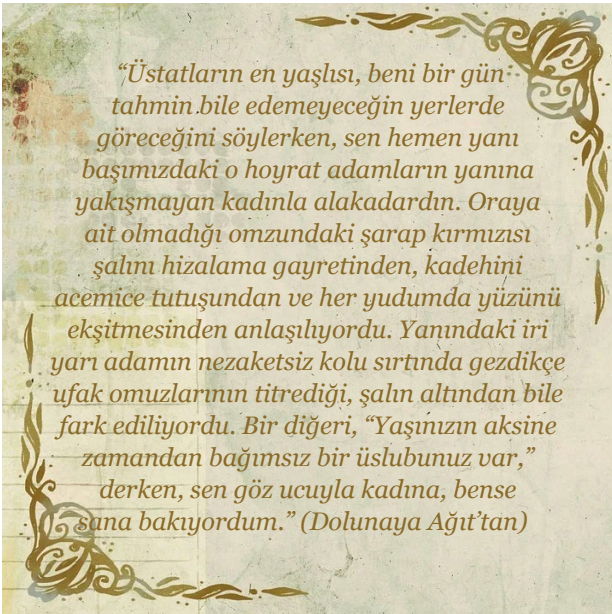 “Üstatların en yaşlısı, beni bir gün
tahmin bile edemeyeceğin yerlerde
göreceğini söylerken, sen hemen yanı
başımızdaki o hoyrat adamların yanına
yakışmayan kadınla alakadardın. Oraya
ait olmadığı omzundaki şarap kırmızısı
şalını hizalama gayretinden, kadehini
acemice tutuşundan ve her yudumda yüzünü
ekşitmesinden anlaşılıyordu. Yanındaki iri
yarı adamın nezaketsiz kolu sırtında gezdikçe
ufak omuzlarının titrediği, şalın altından bile
fark ediliyordu. Bir diğeri, “Yaşınızın aksine
zamandan bağımsız bir üslubunuz var,”
derken, sen göz ucuyla kadına, bense
sana bakıyordum.” (Dolunaya Ağıt’tan)